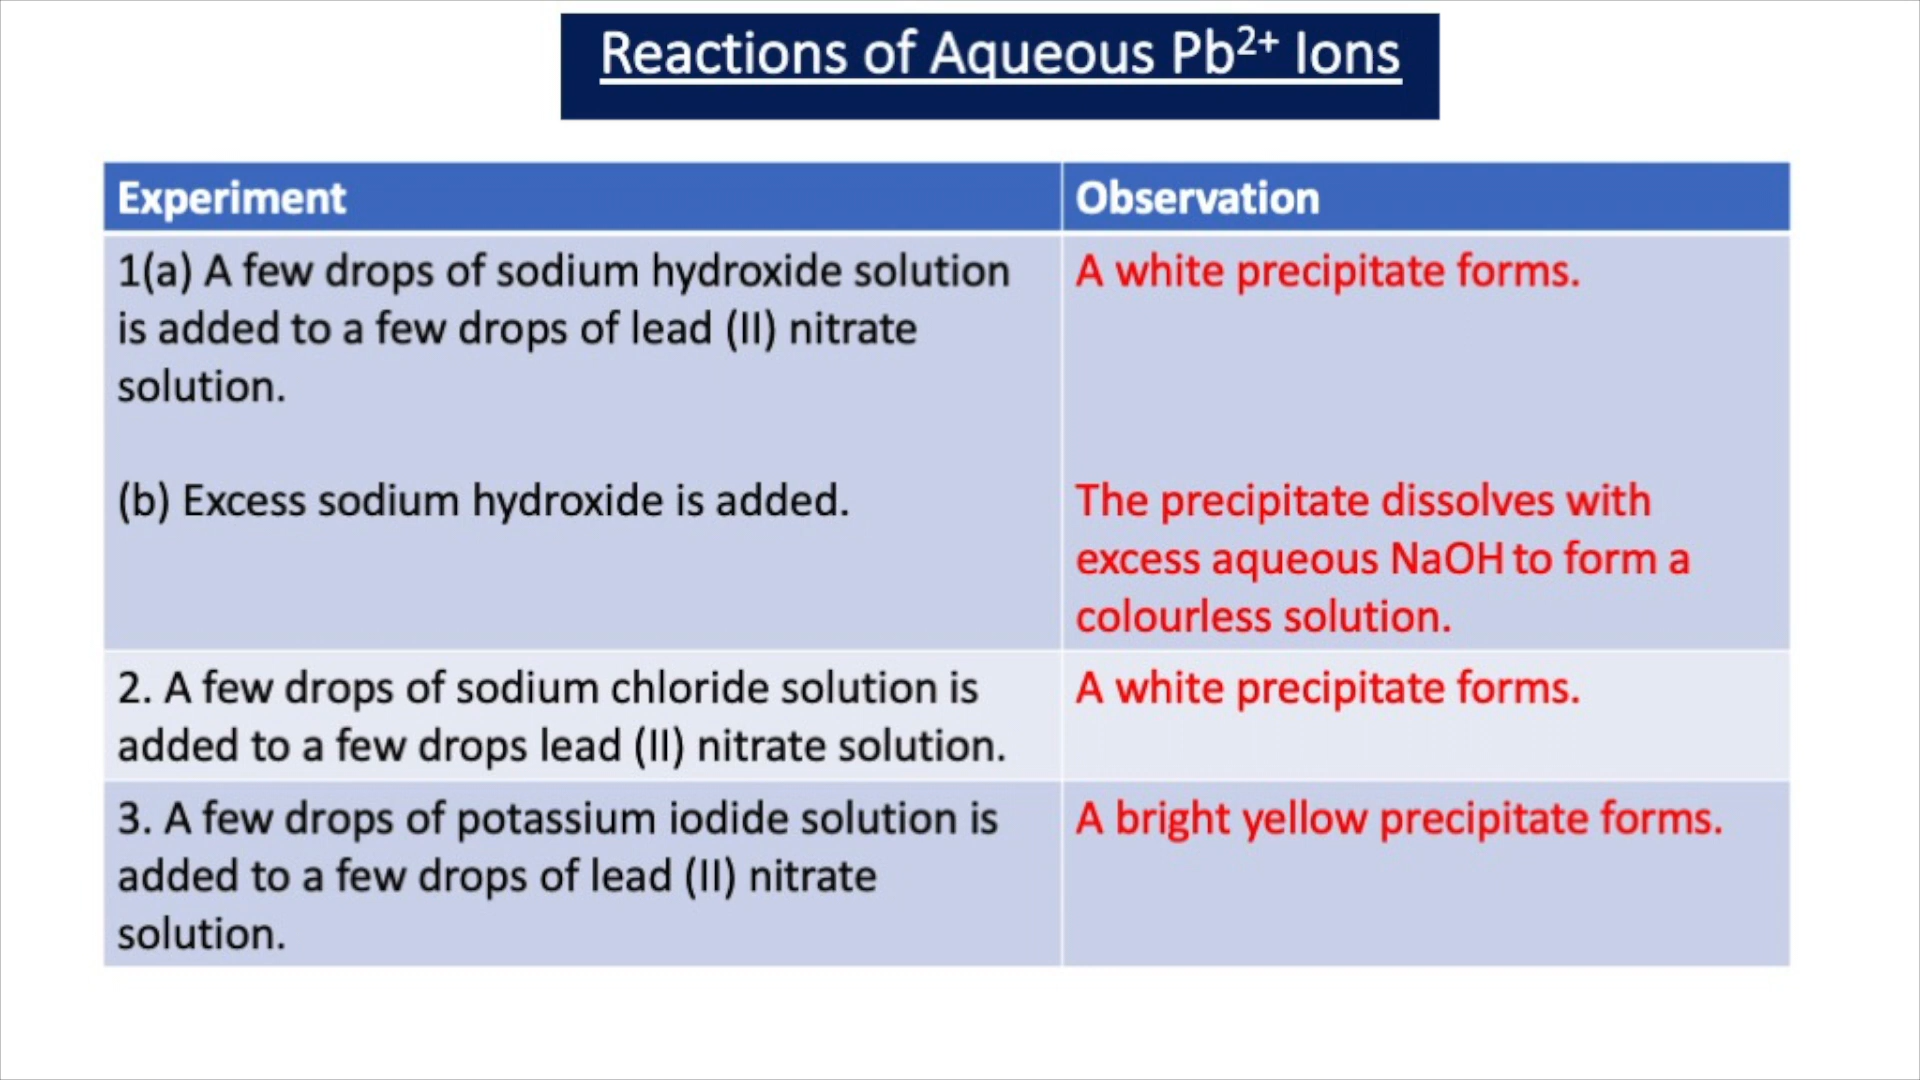 Reactions of Aqueous Pb²⁺ Ions
Experiment
Observation
1(a) A few drops of sodium hydroxide solution
is added to a few drops of lead (II) nitrate
solution.
A white precipitate forms.
(b) Excess sodium hydroxide is added.
The precipitate dissolves with
excess aqueous NaOH to form a
colourless solution.
2. A few drops of sodium chloride solution is
added to a few drops lead (II) nitrate solution.
A white precipitate forms.
3. A few drops of potassium iodide solution is
added to a few drops of lead (II) nitrate
solution.
A bright yellow precipitate forms.